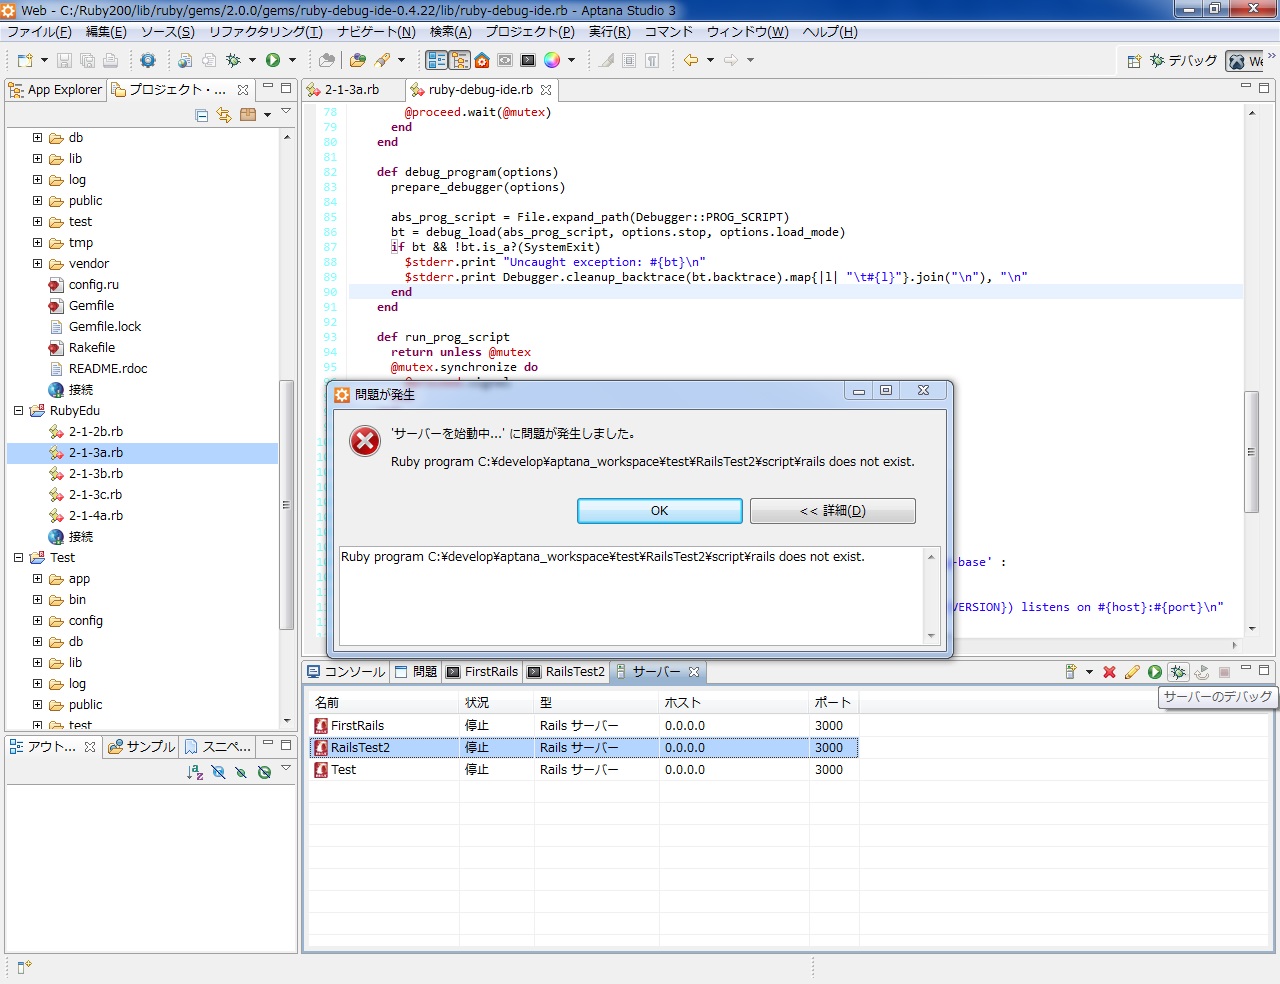 Web - C:/Ruby200/lib/ruby/gems/2.0.0/gems/ruby-debug-ide-0.4.22/lib/ruby-debug-ide.rb - Aptana Studio 3
ファイル(F) 編集(E) ソース(S) リファクタリング(T) ナビゲート(N) 検索(A) プロジェクト(P) 実行(R) コマンド ウィンドウ(W) ヘルプ(H)
デバッグ We
App Explorer プロジェクト・...
db
lib
log
public
test
tmp
vendor
config.ru
Gemfile
Gemfile.lock
Rakefile
README.rdoc
接続
RubyEdu
2-1-2b.rb
2-1-3a.rb
2-1-3b.rb
2-1-3c.rb
2-1-4a.rb
接続
Test
app
bin
config
db
lib
log
public
test
アウト... サンプル スニペ...
2-1-3a.rb ruby-debug-ide.rb
78 @proceed.wait(@mutex)
79 end
80 end
81
82 def debug_program(options)
83 prepare_debugger(options)
84
85 abs_prog_script = File.expand_path(Debugger::PROG_SCRIPT)
86 bt = debug_load(abs_prog_script, options.stop, options.load_mode)
87 if bt && !bt.is_a?(SystemExit)
88 $stderr.print "Uncaught exception: #{bt}\n"
89 $stderr.print Debugger.cleanup_backtrace(bt.backtrace).map{|l| "\t#{l}"}.join("\n"), "\n"
90 end
91 end
92
93 def run_prog_script
94 return unless @mutex
95 @mutex.synchronize do
-base' :
VERSION}) listens on #{host}:#{port}\n"
問題が発生
'サーバーを始動中...' に問題が発生しました。
Ruby program C:¥develop¥aptana_workspace¥test¥RailsTest2¥script¥rails does not exist.
OK << 詳細(D)
Ruby program C:¥develop¥aptana_workspace¥test¥RailsTest2¥script¥rails does not exist.
コンソール 問題 FirstRails RailsTest2 サーバー
サーバーのデバッグ
名前 状況 型 ホスト ポート
FirstRails 停止 Rails サーバー 0.0.0.0 3000
RailsTest2 停止 Rails サーバー 0.0.0.0 3000
Test 停止 Rails サーバー 0.0.0.0 3000